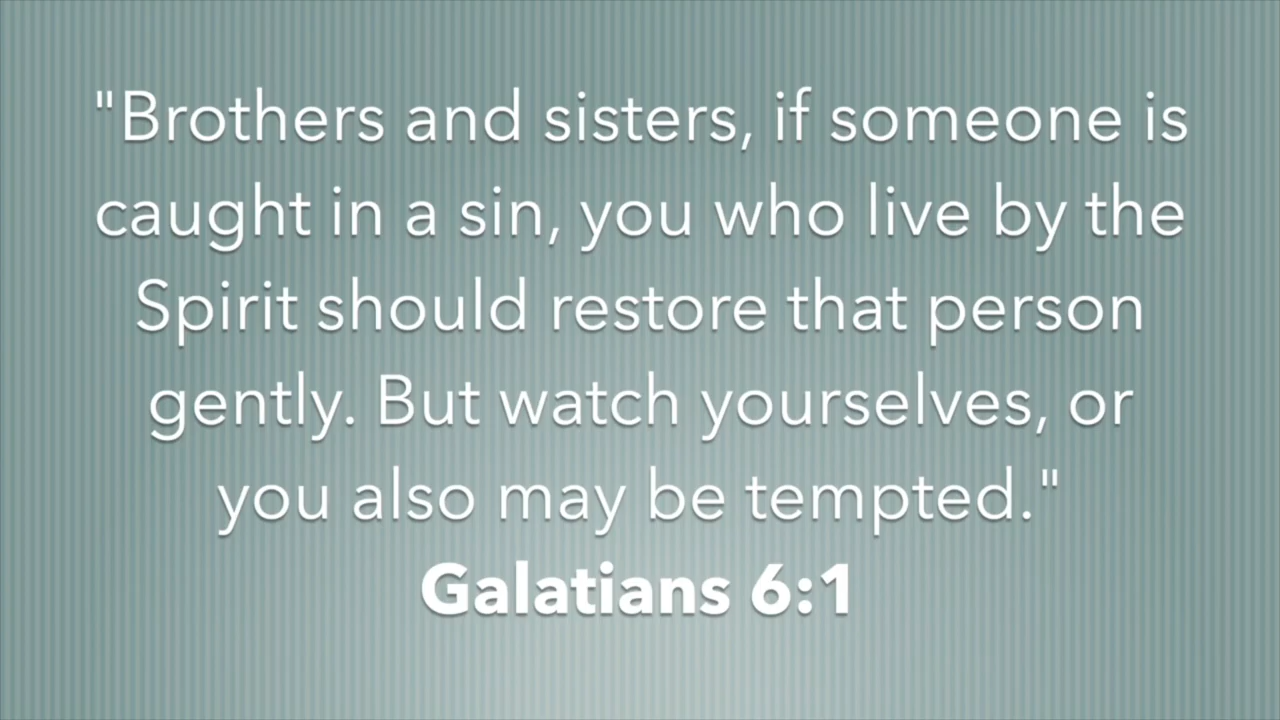 "Brothers and sisters, if someone is
caught in a sin, you who live by the
Spirit should restore that person
gently. But watch yourselves, or
you also may be tempted."
Galatians 6:1